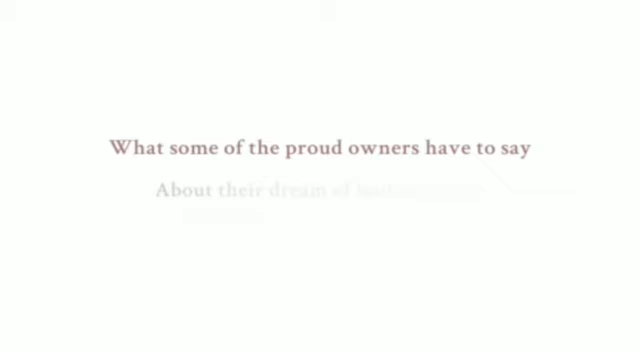 What some of the proud owners have to say
About their dream of